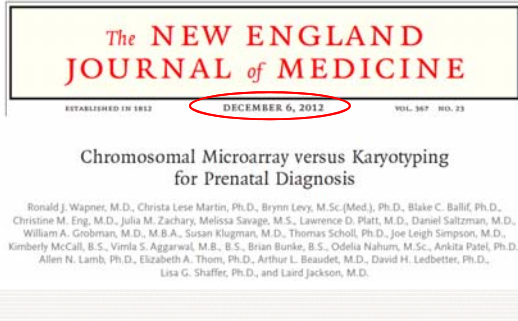 The NEW ENGLAND
JOURNAL of MEDICINE
ESTABLISHED IN 1812 DECEMBER 6, 2012 VOL. 367 NO. 23
Chromosomal Microarray versus Karyotyping
for Prenatal Diagnosis
Ronald J. Wapner, M.D., Christa Lese Martin, Ph.D., Brynn Levy, M.Sc.(Med.), Ph.D., Blake C. Ballif, Ph.D.,
Christine M. Eng, M.D., Julia M. Zachary, Melissa Savage, M.S., Lawrence D. Platt, M.D., Daniel Saltzman, M.D.,
William A. Grobman, M.D., M.B.A., Susan Klugman, M.D., Thomas Scholl, Ph.D., Joe Leigh Simpson, M.D.,
Kimberly McCall, B.S., Vimla S. Aggarwal, M.B., B.S., Brian Bunke, B.S., Odelia Nahum, M.Sc., Ankita Patel, Ph.D.
Allen N. Lamb, Ph.D., Elizabeth A. Thom, Ph.D., Arthur L. Beaudet, M.D., David H. Ledbetter, Ph.D.,
Lisa G. Shaffer, Ph.D., and Laird Jackson, M.D.